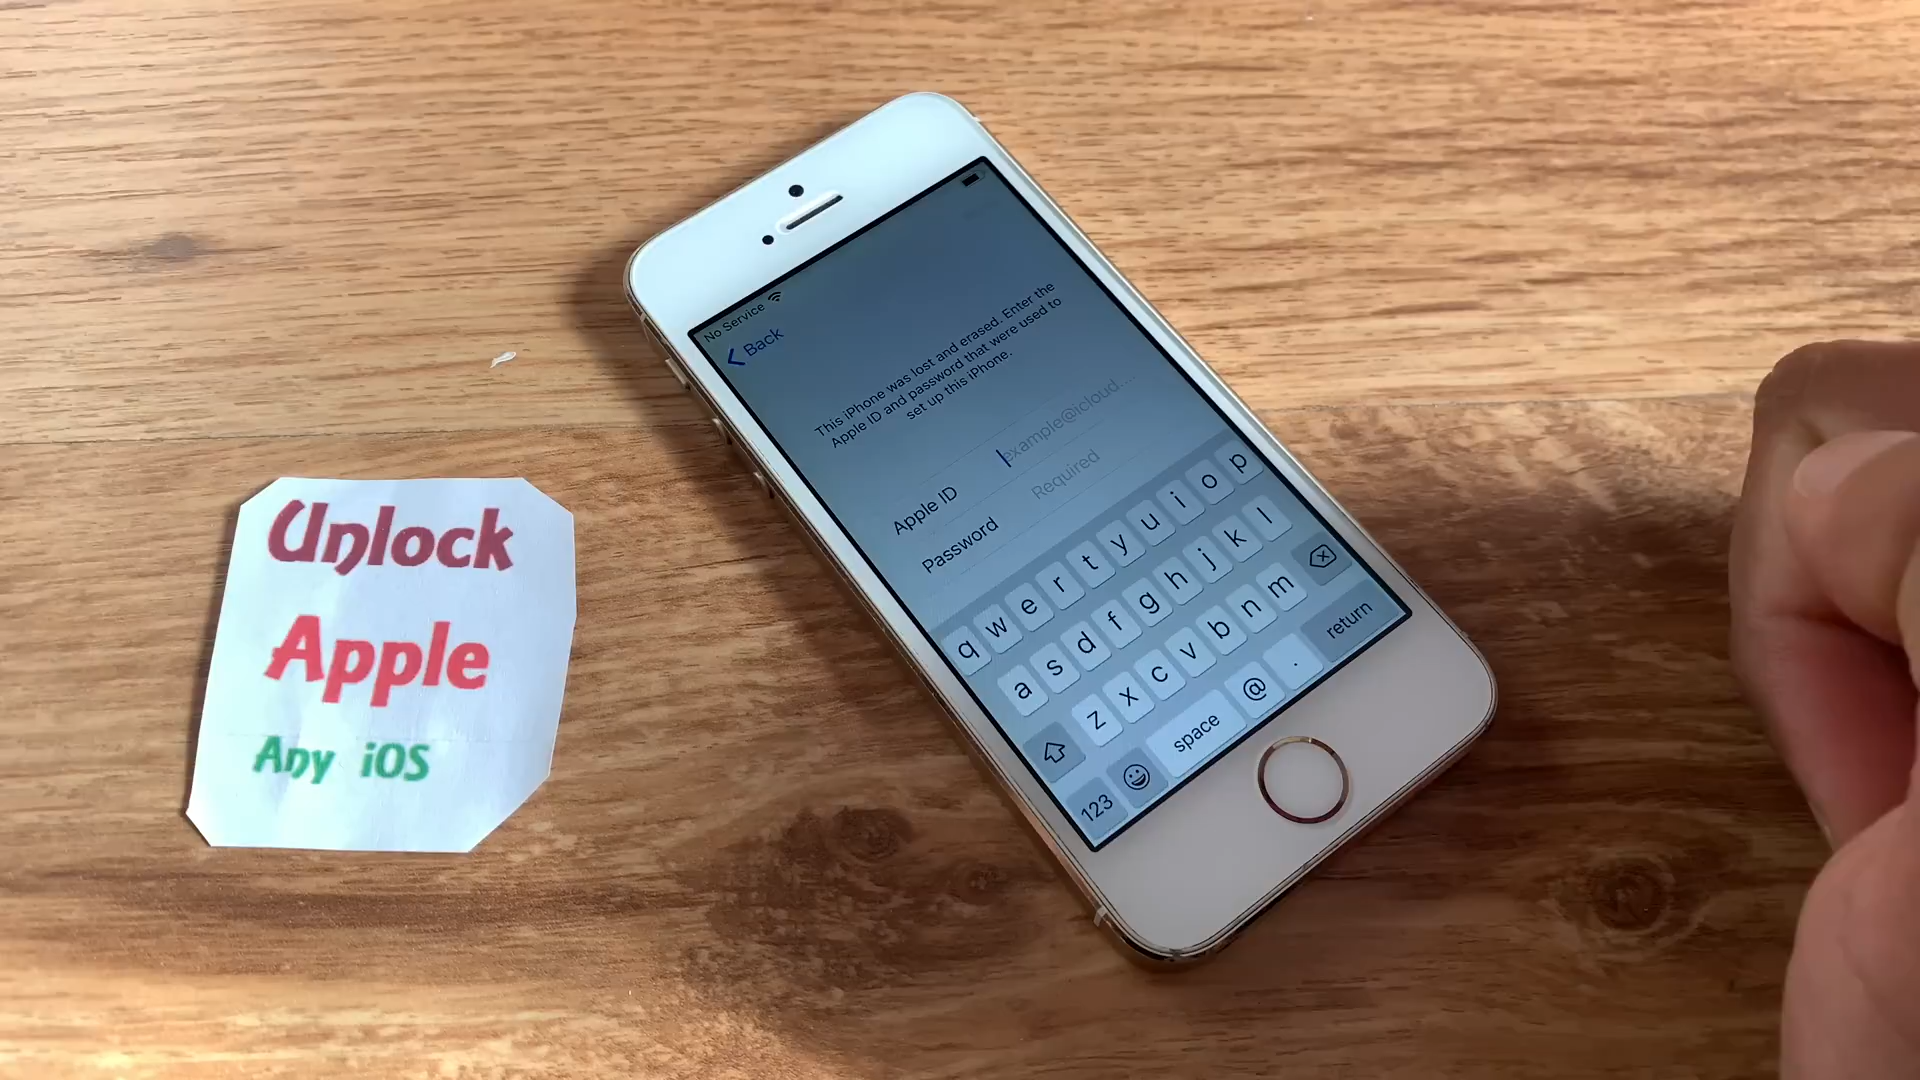 No Service
Back
This iPhone was lost and erased. Enter the
Apple ID and password that were used to
set up this iPhone.
Apple ID example@icloud....
Password Required
q w e r t y u i o p
a s d f g h j k l
z x c v b n m
123 space @ . return
Unlock
Apple
Any iOS